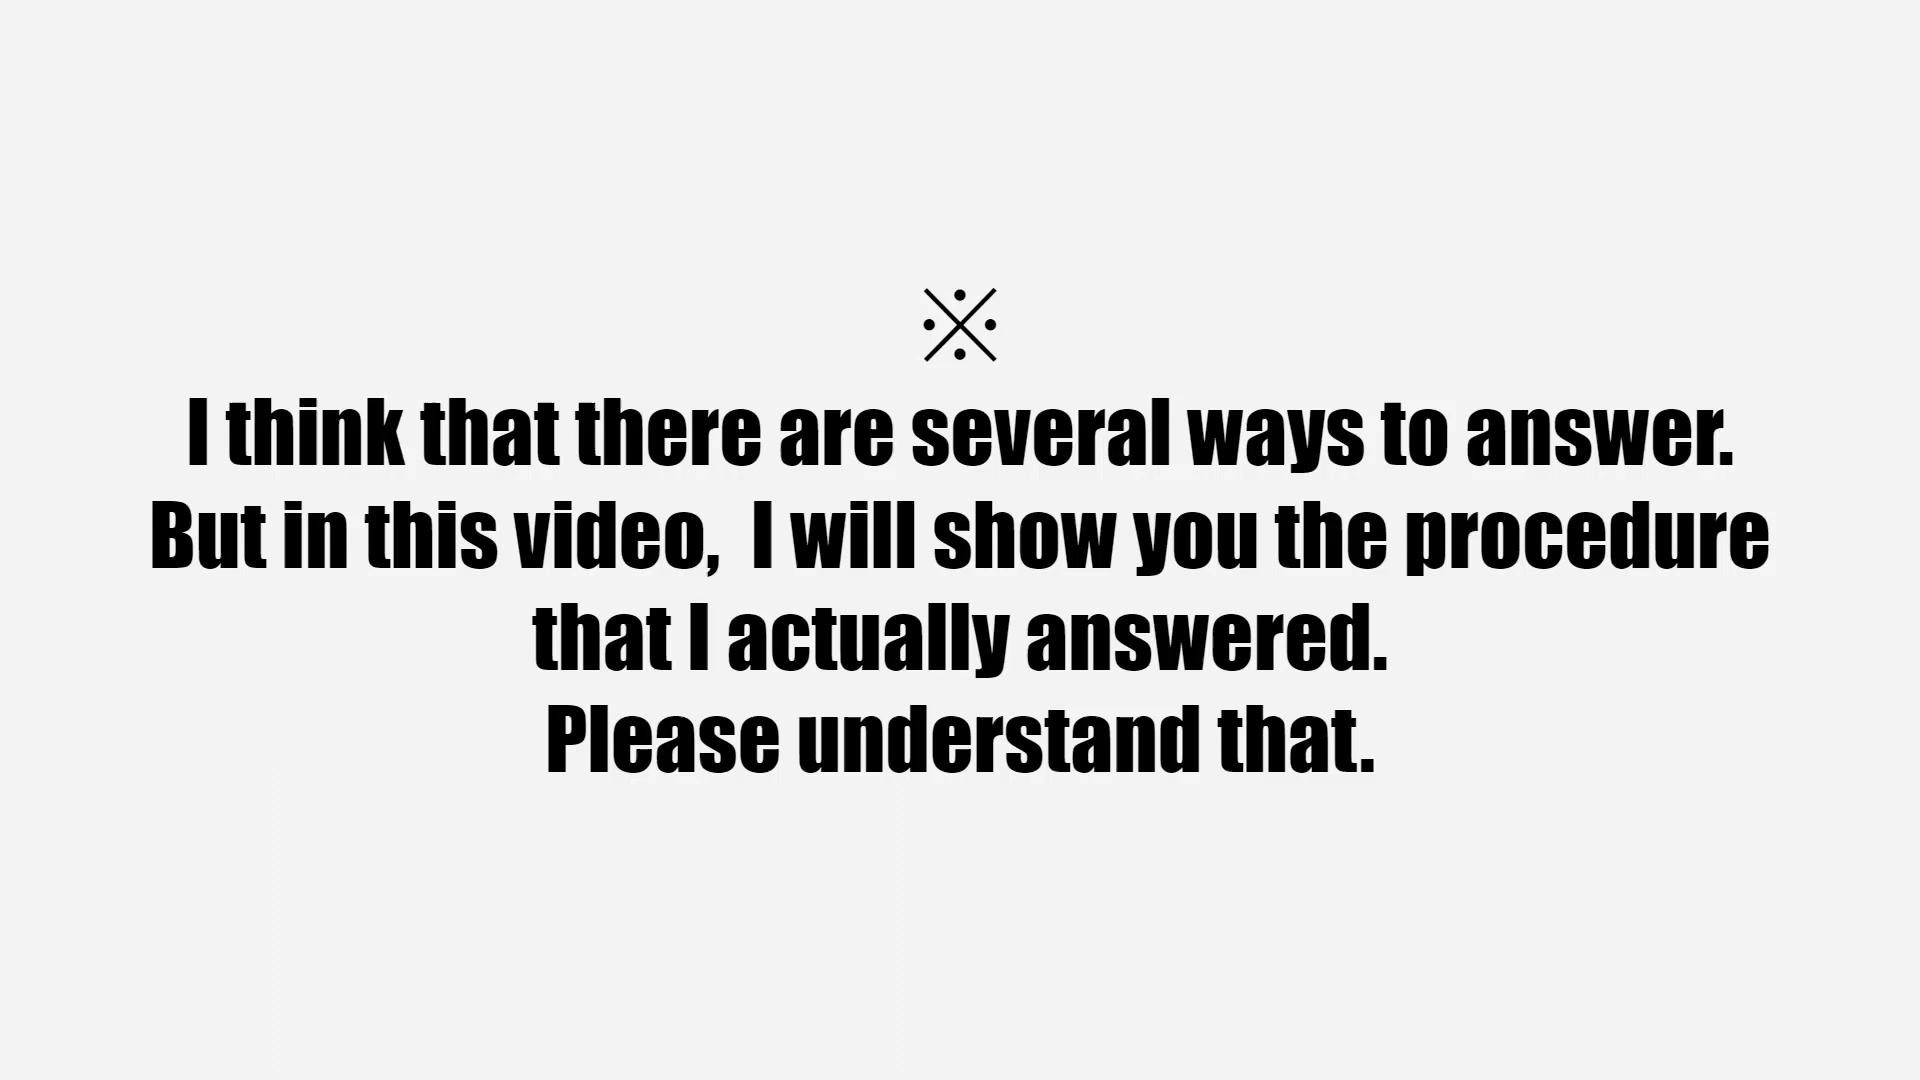 ※
I think that there are several ways to answer.
But in this video,  I will show you the procedure
that I actually answered.
Please understand that.